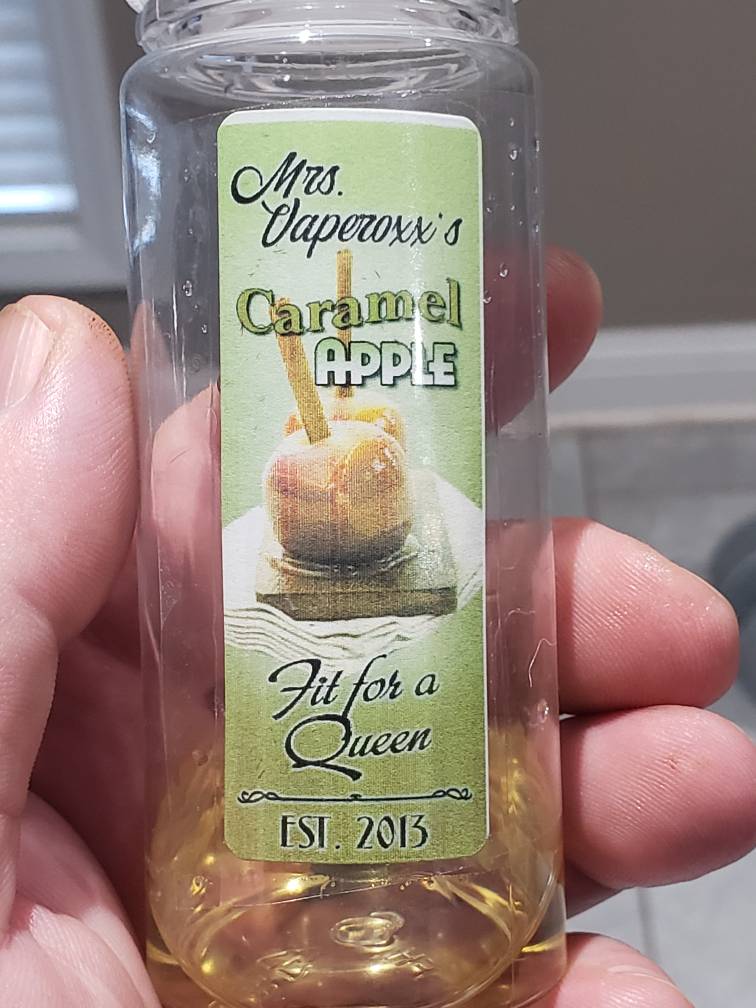 Mrs.
Vaperoxx's
Caramel
APPLE
Fit for a
Queen
EST. 2013